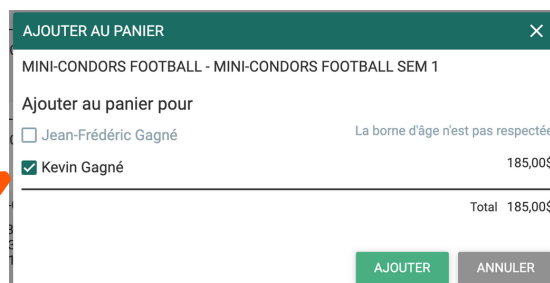 AJOUTER AU PANIER
MINI-CONDORS FOOTBALL - MINI-CONDORS FOOTBALL SEM 1
Ajouter au panier pour
Jean-Frédéric Gagné La borne d'âge n'est pas respectée
Kevin Gagné 185,00$
Total 185,00$
AJOUTER ANNULER